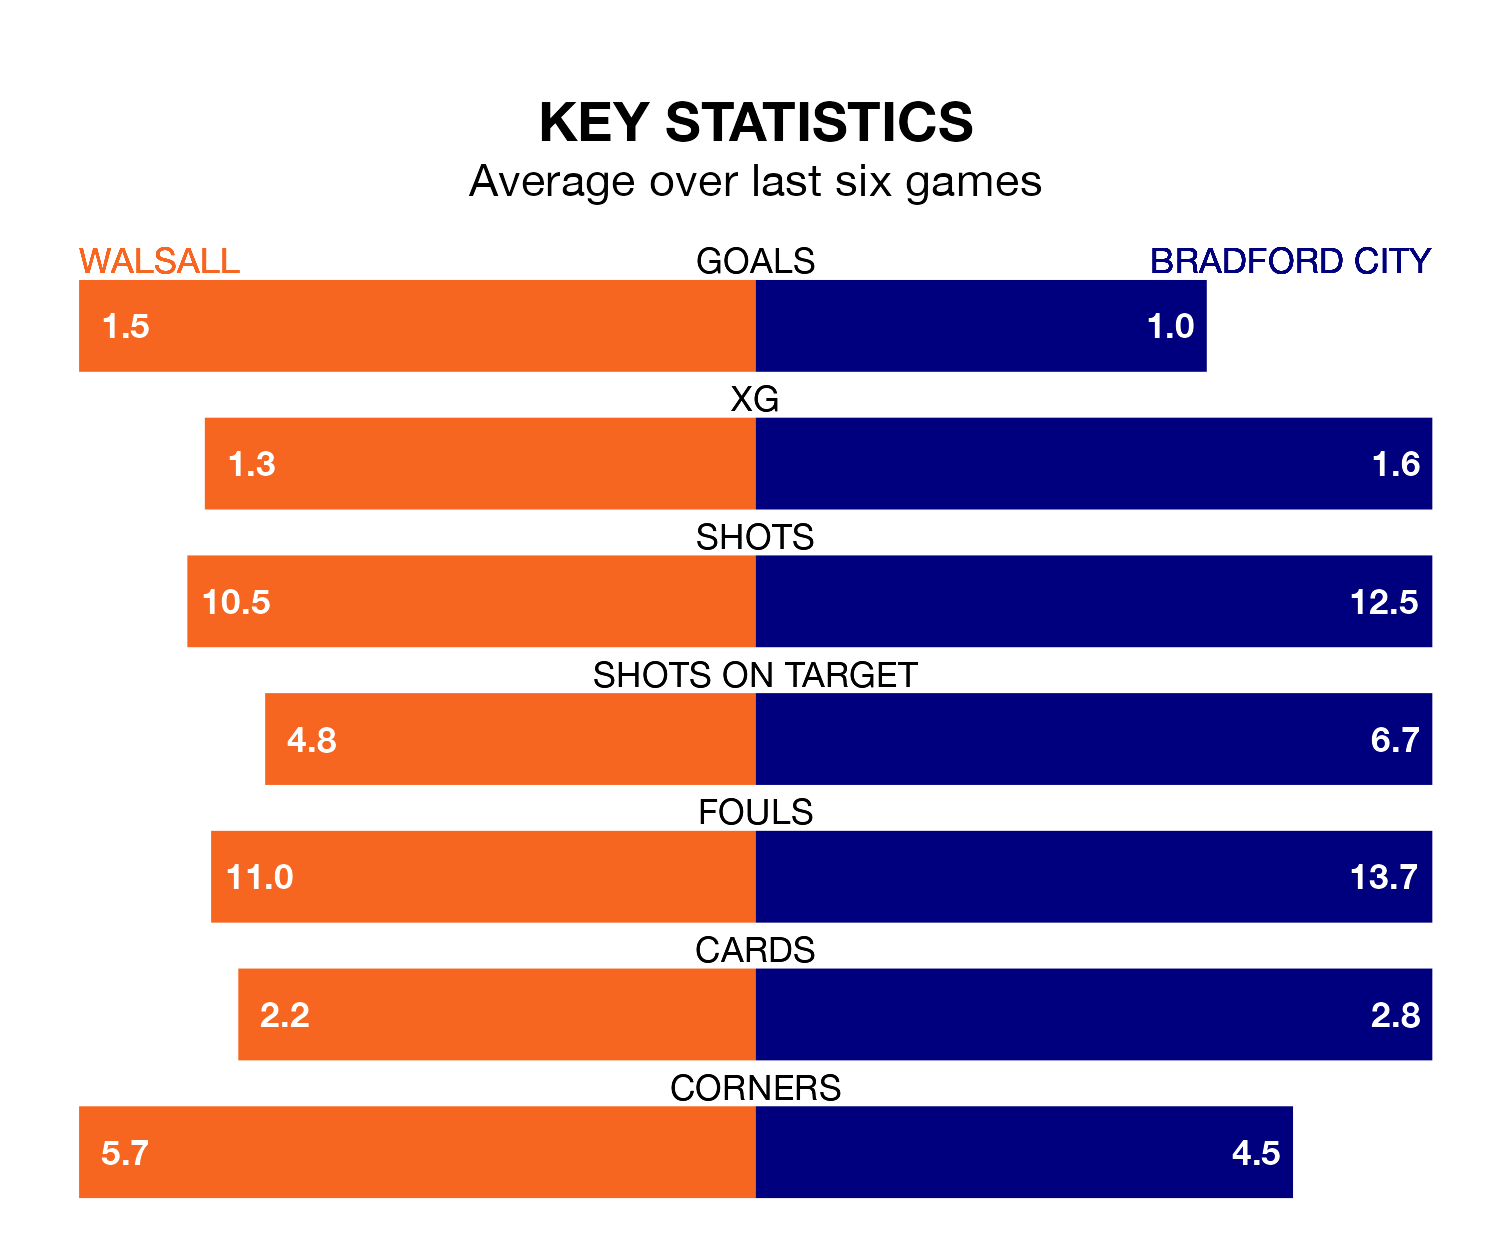 KEY STATISTICS
Average over last six games
WALSALL GOALS BRADFORD CITY
1.5 1.0
XG
1.3 1.6
SHOTS
10.5 12.5
SHOTS ON TARGET
4.8 6.7
FOULS
11.0 13.7
CARDS
2.2 2.8
CORNERS
5.7 4.5